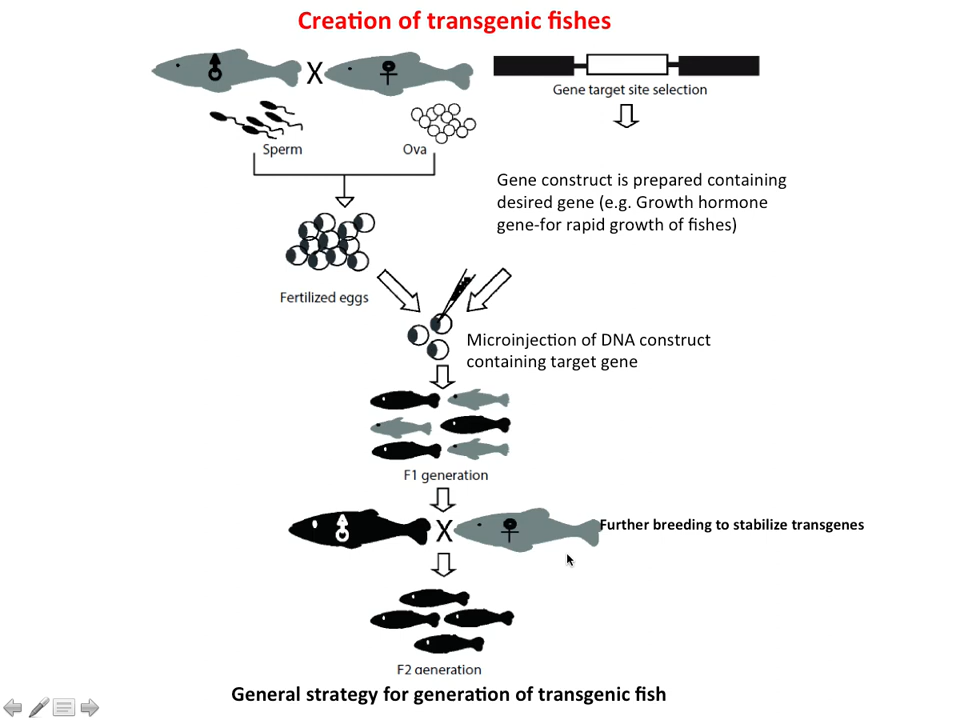 Creation of transgenic fishes
X
Gene target site selection
Sperm
Ova
Gene construct is prepared containing
desired gene (e.g. Growth hormone
gene-for rapid growth of fishes)
Fertilized eggs
Microinjection of DNA construct
containing target gene
F1 generation
X
Further breeding to stabilize transgenes
F2 generation
General strategy for generation of transgenic fish